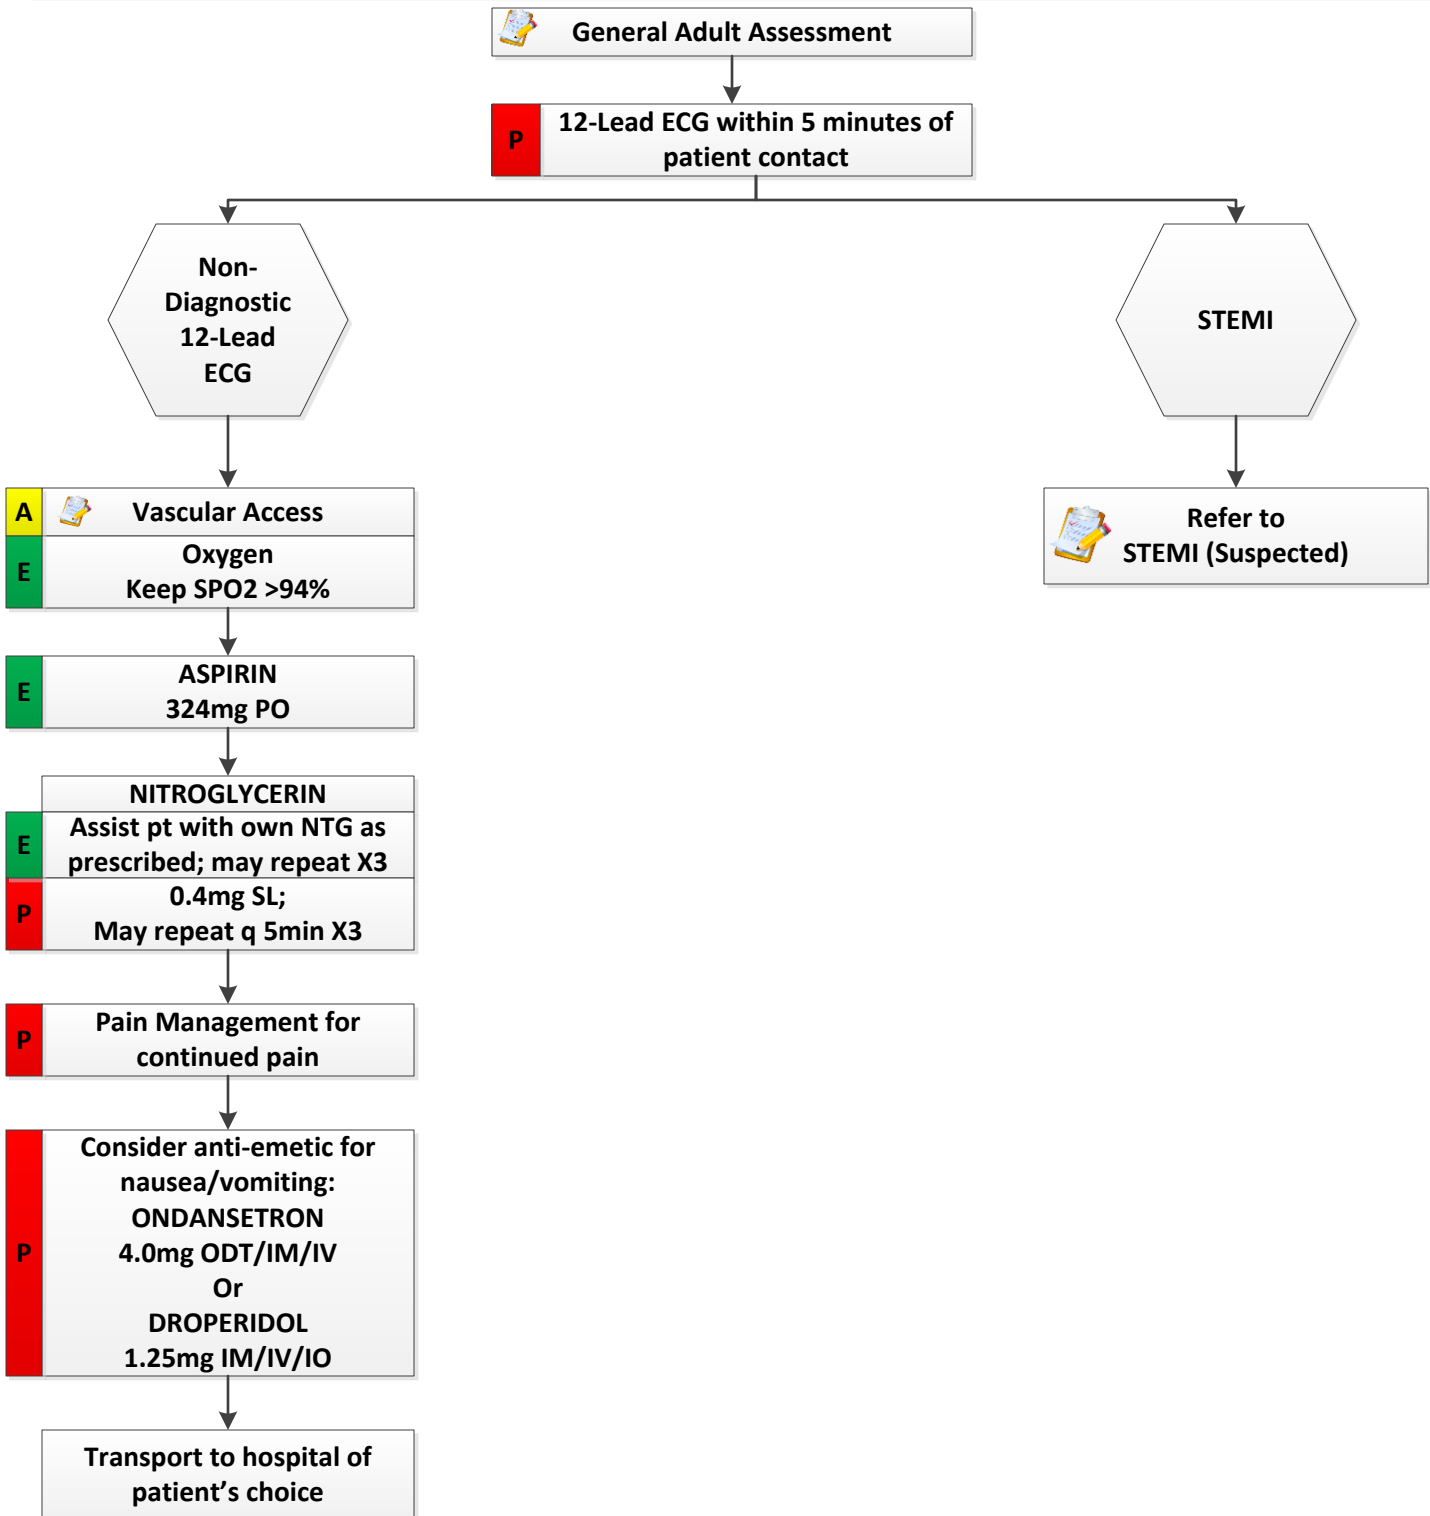 General Adult Assessment
P
12-Lead ECG within 5 minutes of
patient contact
Non-
Diagnostic
12-Lead
ECG
STEMI
A
Vascular Access
E
Oxygen
Keep SPO2 >94%
Refer to
STEMI (Suspected)
E
ASPIRIN
324mg PO
NITROGLYCERIN
E
Assist pt with own NTG as
prescribed; may repeat X3
P
0.4mg SL;
May repeat q 5min X3
P
Pain Management for
continued pain
P
Consider anti-emetic for
nausea/vomiting:
ONDANSETRON
4.0mg ODT/IM/IV
Or
DROPERIDOL
1.25mg IM/IV/IO
Transport to hospital of
patient’s choice